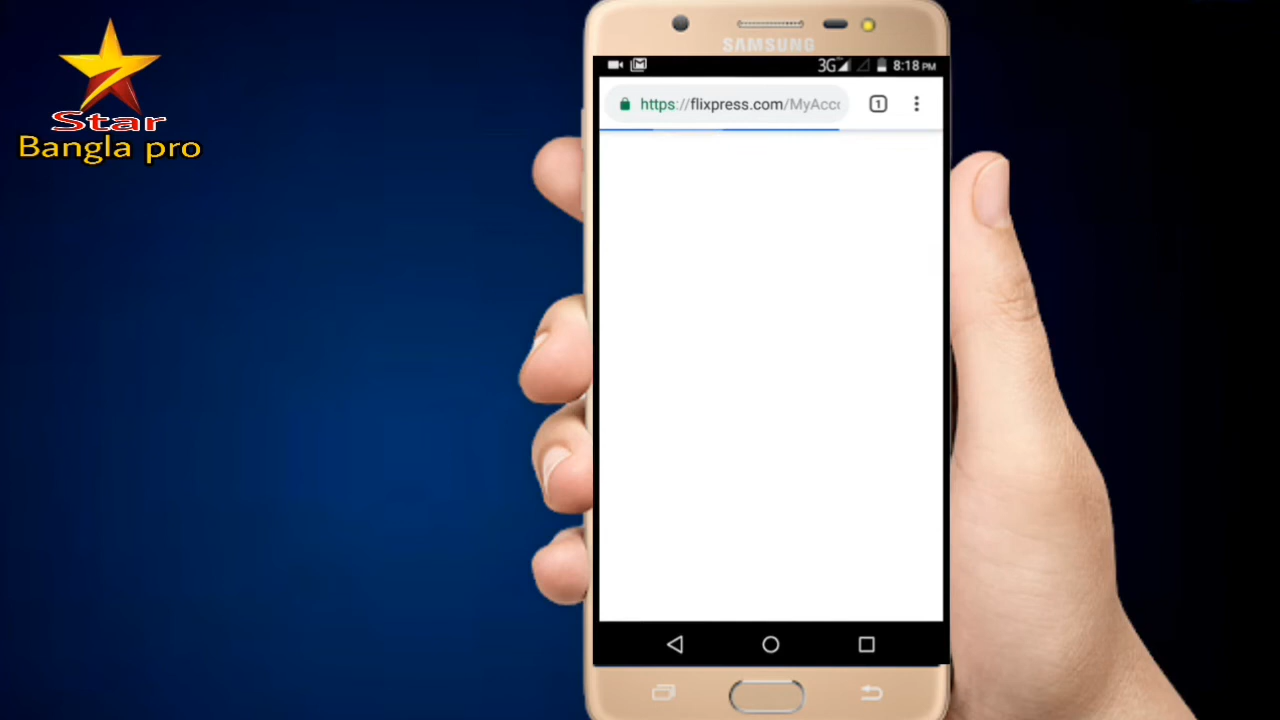 Star
Bangla pro
SAMSUNG
3G 8:18 PM
https://flixpress.com/MyAcc
1